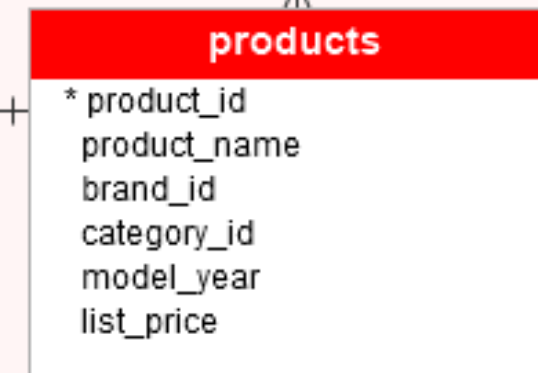 products
* product_id
product_name
brand_id
category_id
model_year
list_price